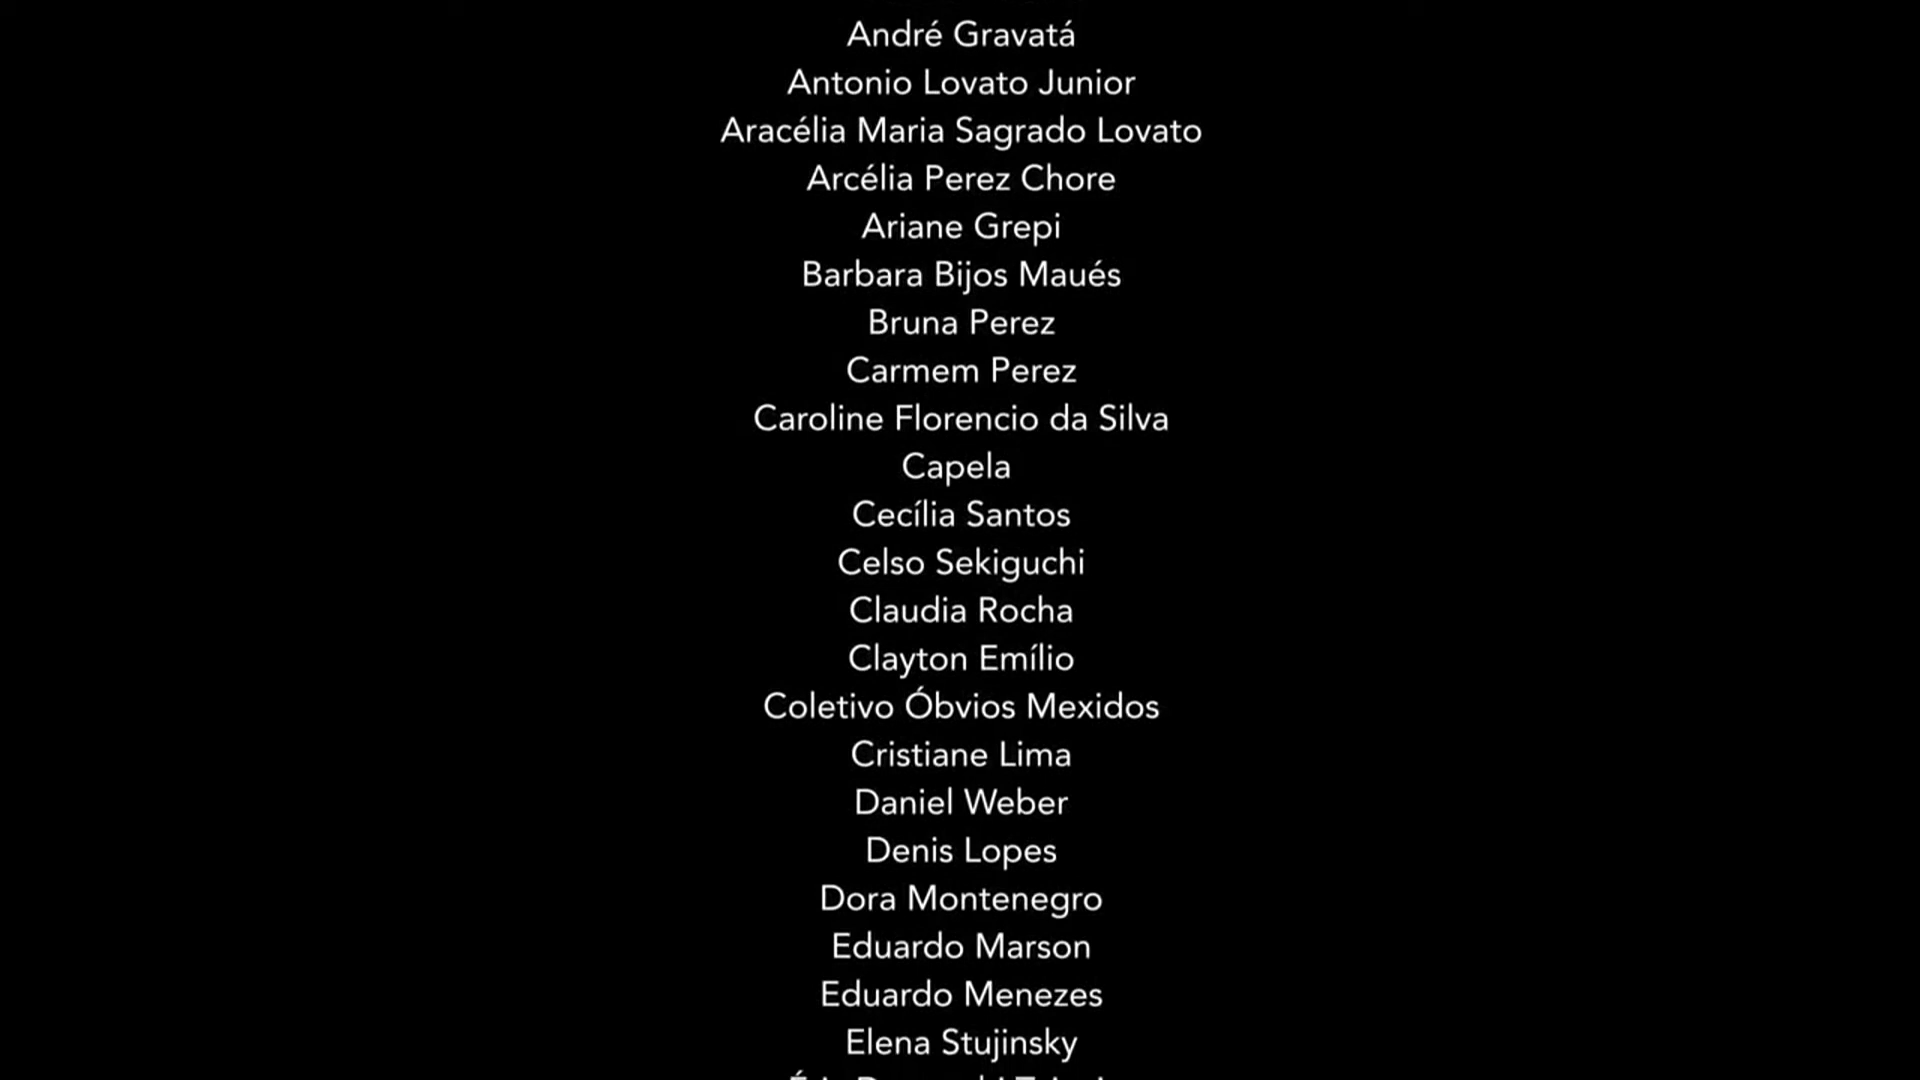 André Gravatá
Antonio Lovato Junior
Aracélia Maria Sagrado Lovato
Arcélia Perez Chore
Ariane Grepi
Barbara Bijos Maués
Bruna Perez
Carmem Perez
Caroline Florencio da Silva
Capela
Cecília Santos
Celso Sekiguchi
Claudia Rocha
Clayton Emílio
Coletivo Óbvios Mexidos
Cristiane Lima
Daniel Weber
Denis Lopes
Dora Montenegro
Eduardo Marson
Eduardo Menezes
Elena Stujinsky